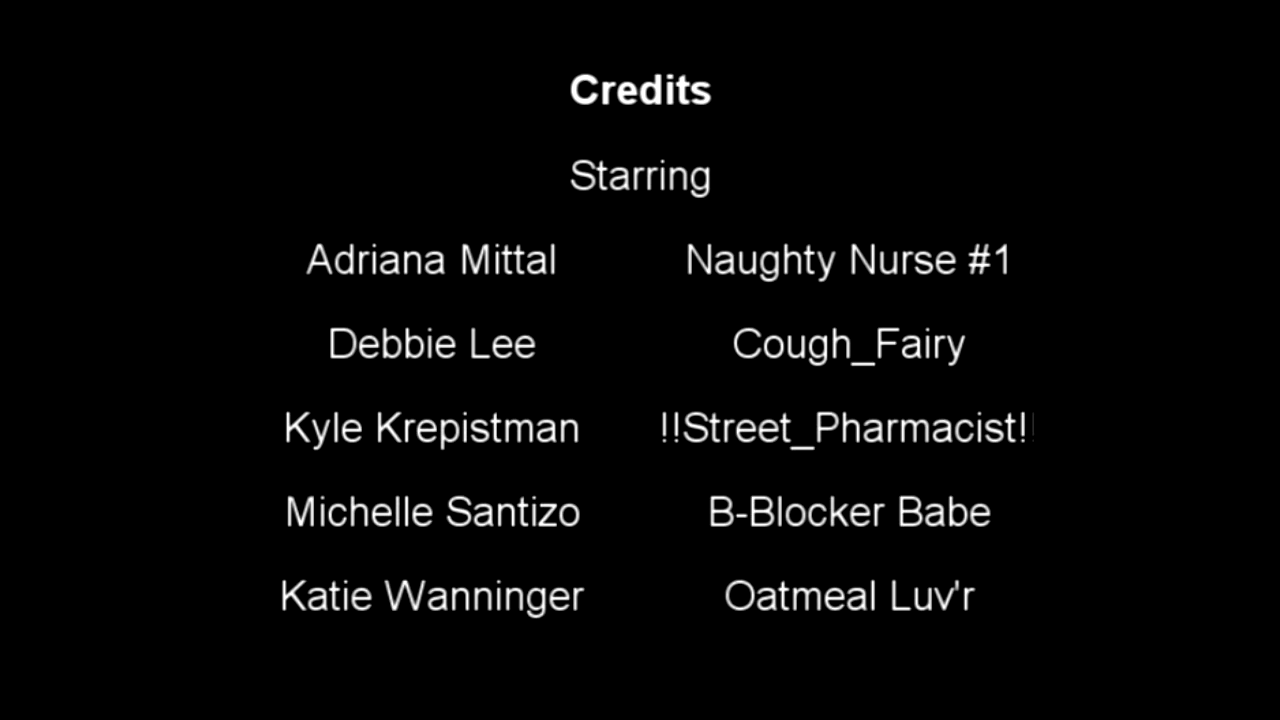 Credits
Starring
Adriana Mittal Naughty Nurse #1
Debbie Lee Cough_Fairy
Kyle Krepistman !!Street_Pharmacist!!
Michelle Santizo B-Blocker Babe
Katie Wanninger Oatmeal Luv'r